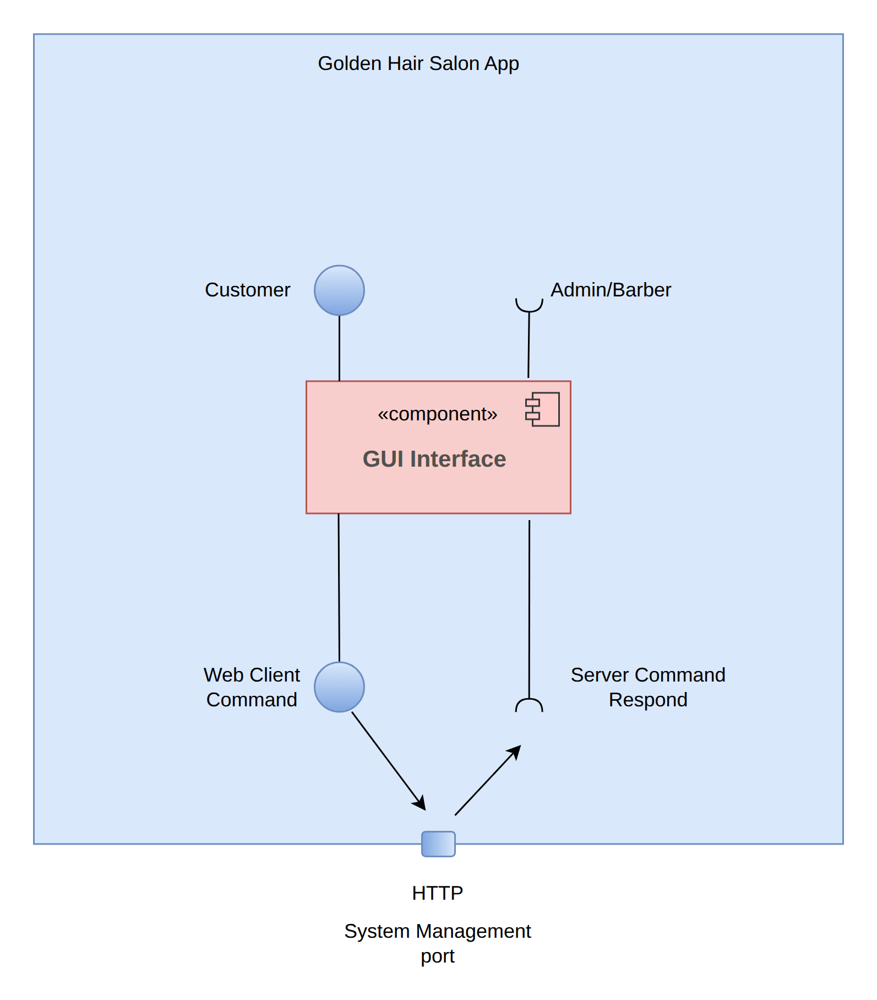 Golden Hair Salon App
Customer
Admin/Barber
«component»
GUI Interface
Web Client
Command
Server Command
Respond
HTTP
System Management
port